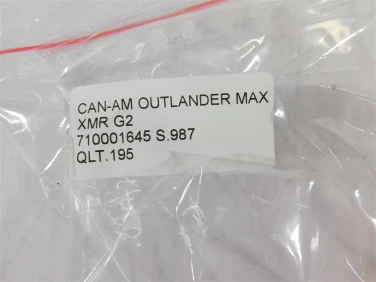 CAN-AM OUTLANDER MAX
XMR G2
710001645 S.987
QLT.195